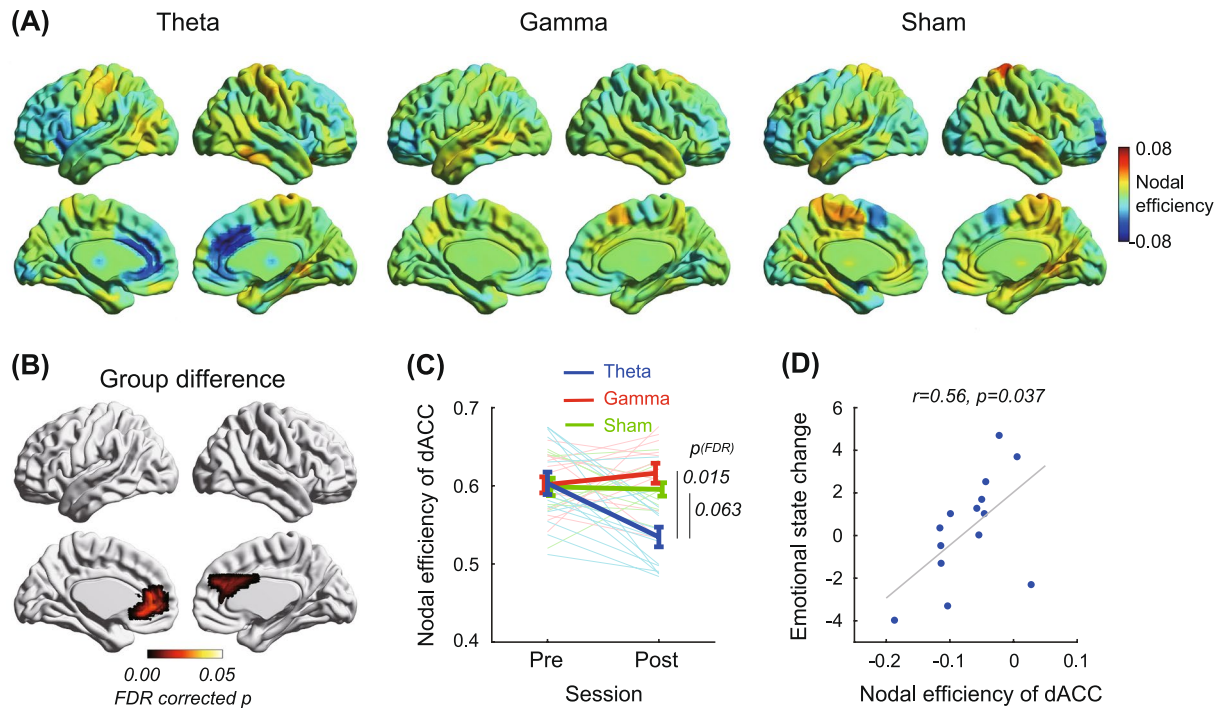 (A)
Theta
Gamma
Sham
0.08
Nodal
efficiency
-0.08
(B)
Group difference
0.00
0.05
FDR corrected p
(C)
Theta
Gamma
Sham
0.7
0.6
0.5
0.4
Nodal efficiency of dACC
p(FDR)
0.015
0.063
Pre
Post
Session
(D)
r=0.56, p=0.037
6
4
2
0
-2
-4
Emotional state change
-0.2
-0.1
0
0.1
Nodal efficiency of dACC